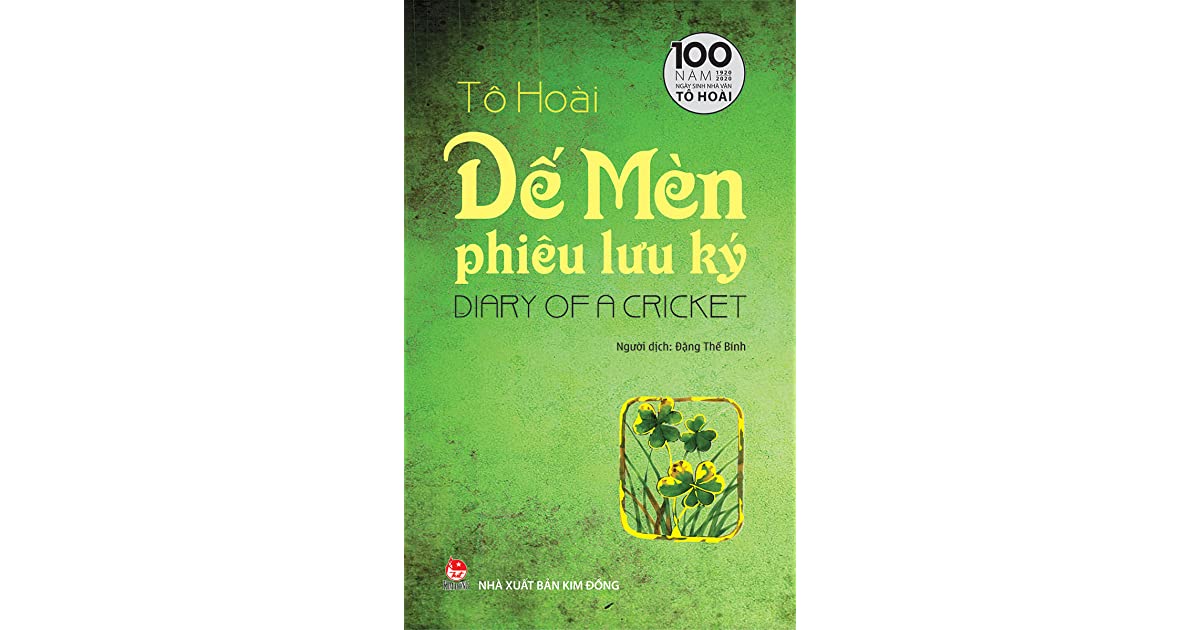 100
NĂM 1920 2020
NGÀY SINH NHÀ VĂN
TÔ HOÀI
Tô Hoài
Dế Mèn
phiêu lưu ký
DIARY OF A CRICKET
Người dịch: Đặng Thế Bính
NHÀ XUẤT BẢN KIM ĐỒNG